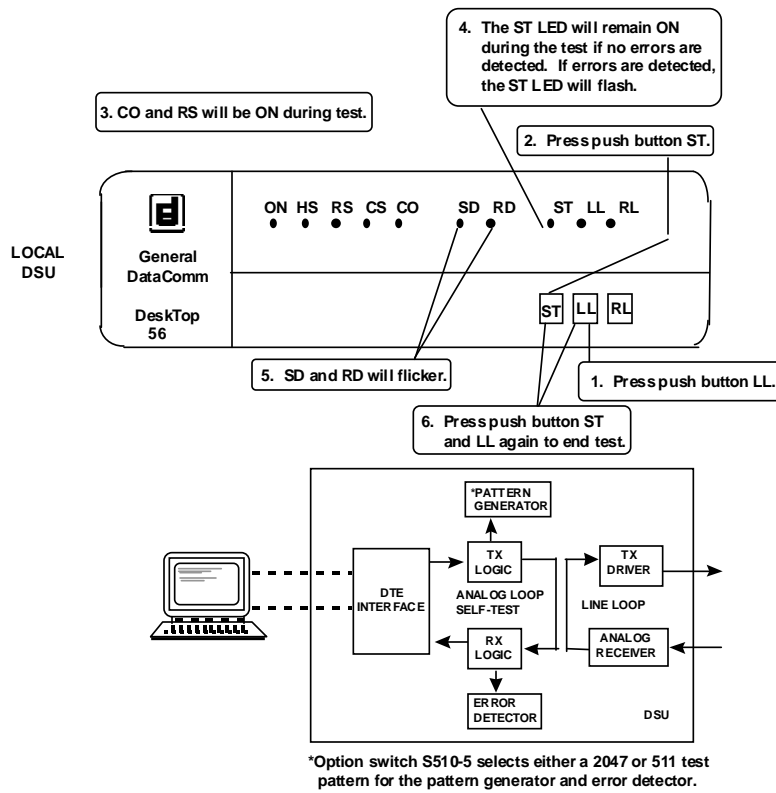 4. The ST LED will remain ON
during the test if no errors are
detected. If errors are detected,
the ST LED will flash.
3. CO and RS will be ON during test.
2. Press push button ST.
LOCAL
DSU
General
DataComm
DeskTop
56
ON HS RS CS CO SD RD ST LL RL
ST LL RL
5. SD and RD will flicker.
1. Press push button LL.
6. Press push button ST
and LL again to end test.
*PATTERN
GENERATOR
DTE
INTERFACE
TX
LOGIC
ANALOG LOOP
SELF-TEST
RX
LOGIC
ERROR
DETECTOR
TX
DRIVER
LINE LOOP
ANALOG
RECEIVER
DSU
*Option switch S510-5 selects either a 2047 or 511 test
pattern for the pattern generator and error detector.